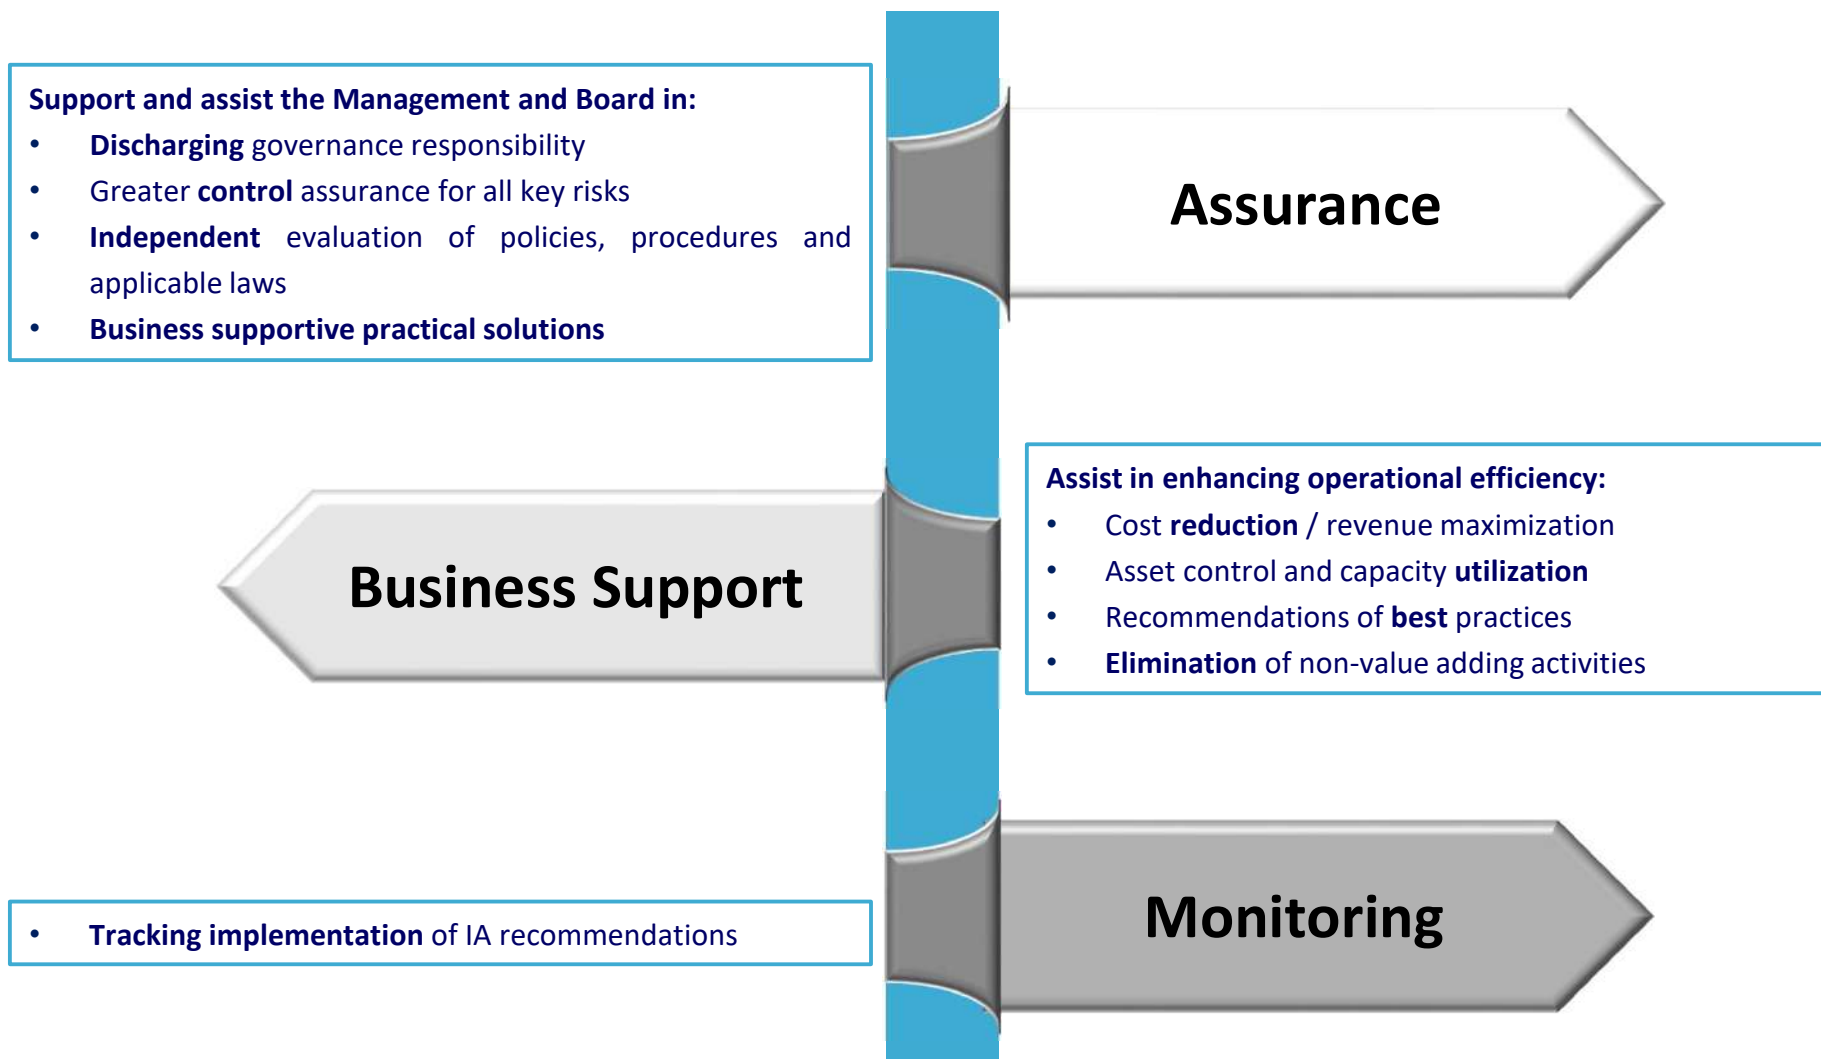 Support and assist the Management and Board in:
• Discharging governance responsibility
• Greater control assurance for all key risks
• Independent evaluation of policies, procedures and
applicable laws
• Business supportive practical solutions
Assurance
Business Support
Assist in enhancing operational efficiency:
• Cost reduction / revenue maximization
• Asset control and capacity utilization
• Recommendations of best practices
• Elimination of non-value adding activities
• Tracking implementation of IA recommendations
Monitoring